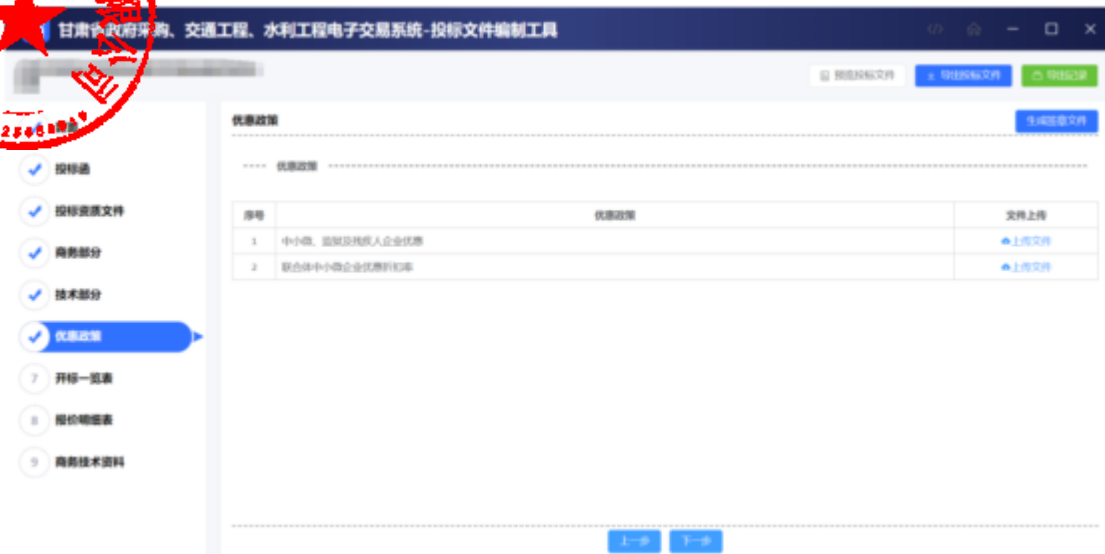 甘肃省政府采购、交通工程、水利工程电子交易系统-投标文件编制工具
预览投标文件
导出投标文件
导出记录
优惠政策
生成签章文件
投标函
投标资质文件
商务部分
技术部分
优惠政策
7 开标一览表
8 报价明细表
9 商务技术资料
优惠政策
序号 优惠政策 文件上传
1 中小微、监狱及残疾人企业优惠 上传文件
2 联合体中小微企业优惠折扣率 上传文件
上一步 下一步